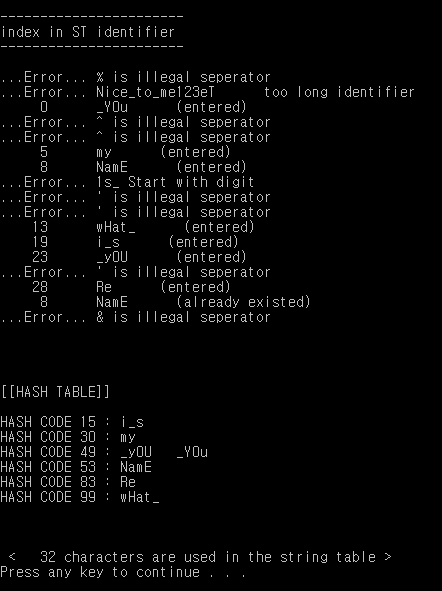 -----------------------
index in ST identifier
-----------------------
...Error... % is illegal seperator
...Error... Nice_to_me123eT      too long identifier
    0      _YOu      (entered)
...Error... ^ is illegal seperator
...Error... ^ is illegal seperator
    5      my      (entered)
    8      NamE      (entered)
...Error... 1s_ Start with digit
...Error... ' is illegal seperator
...Error... ' is illegal seperator
    13      wHat_      (entered)
    19      i_s      (entered)
    23      _yOU      (entered)
...Error... ' is illegal seperator
    28      Re      (entered)
    8      NamE      (already existed)
...Error... & is illegal seperator
[[HASH TABLE]]
HASH CODE 15 : i_s
HASH CODE 30 : my
HASH CODE 49 : _yOU   _YOu
HASH CODE 53 : NamE
HASH CODE 83 : Re
HASH CODE 99 : wHat_
<   32 characters are used in the string table >
Press any key to continue . . .